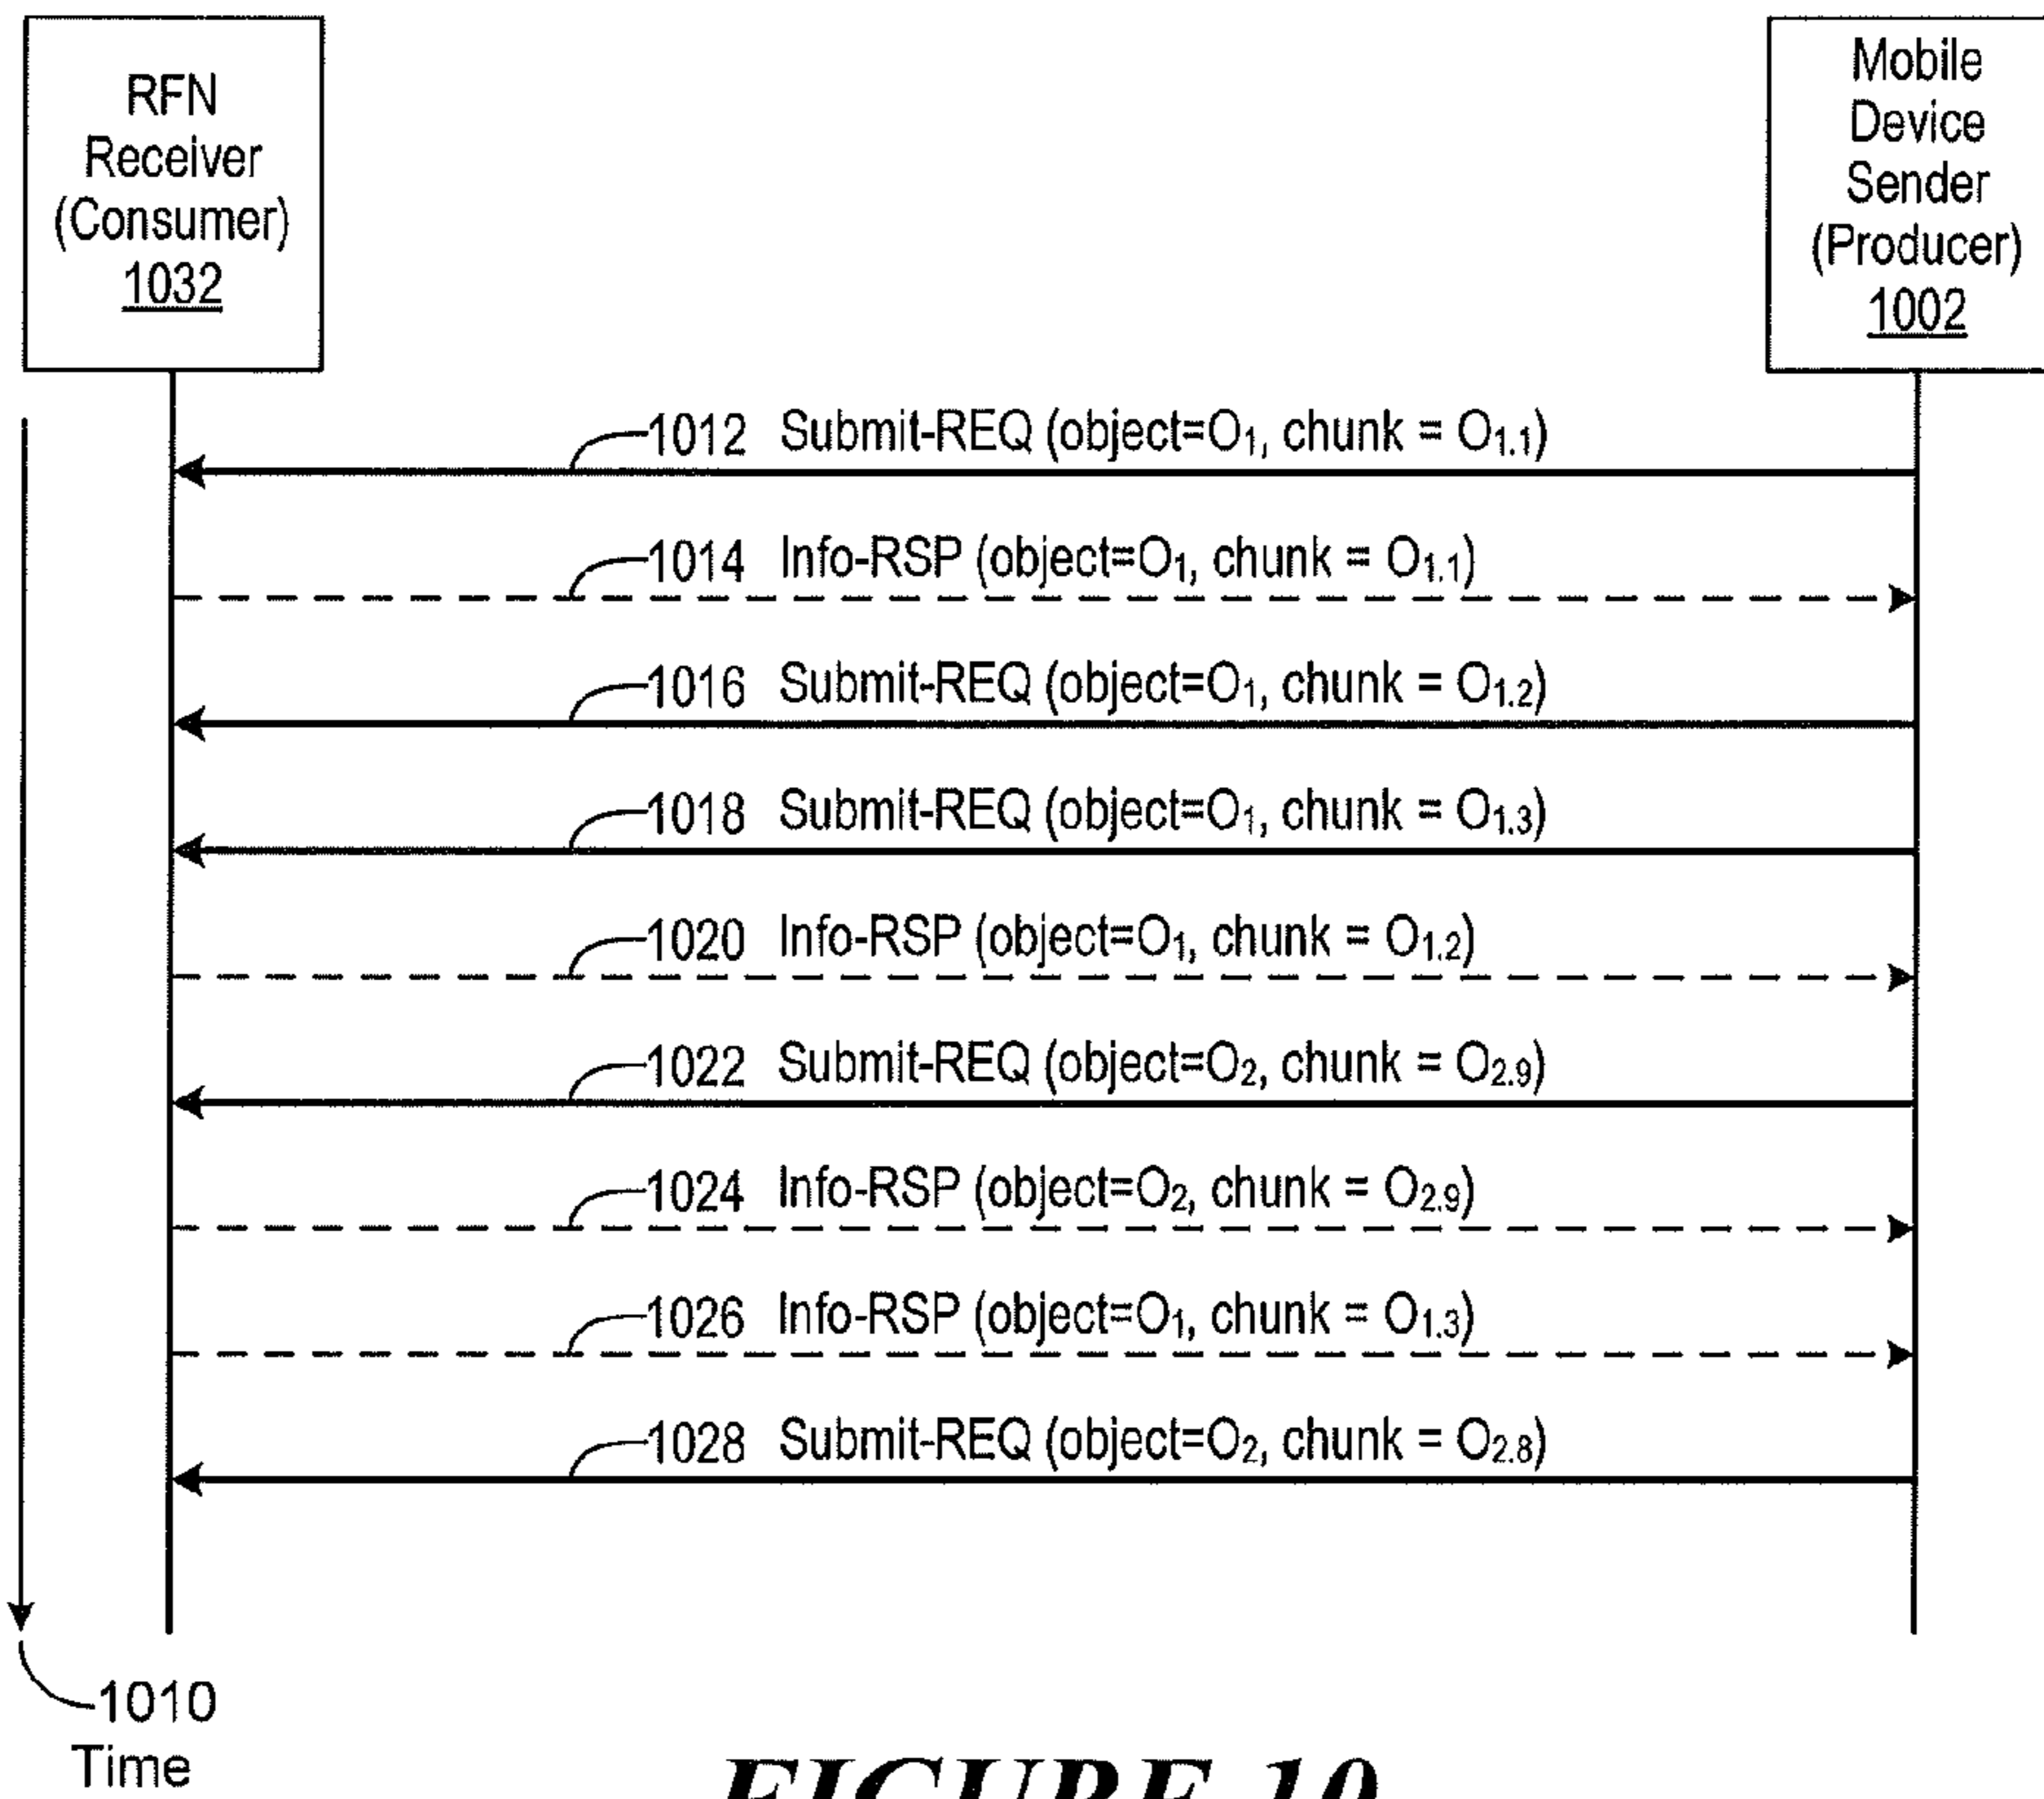 RFN
Receiver
(Consumer)
1032
Mobile
Device
Sender
(Producer)
1002
1012 Submit-REQ (object=O₁, chunk = O₁.₁)
1014 Info-RSP (object=O₁, chunk = O₁.₁)
1016 Submit-REQ (object=O₁, chunk = O₁.₂)
1018 Submit-REQ (object=O₁, chunk = O₁.₃)
1020 Info-RSP (object=O₁, chunk = O₁.₂)
1022 Submit-REQ (object=O₂, chunk = O₂.₉)
1024 Info-RSP (object=O₂, chunk = O₂.₉)
1026 Info-RSP (object=O₁, chunk = O₁.₃)
1028 Submit-REQ (object=O₂, chunk = O₂.₈)
1010
Time
FIGURE 10